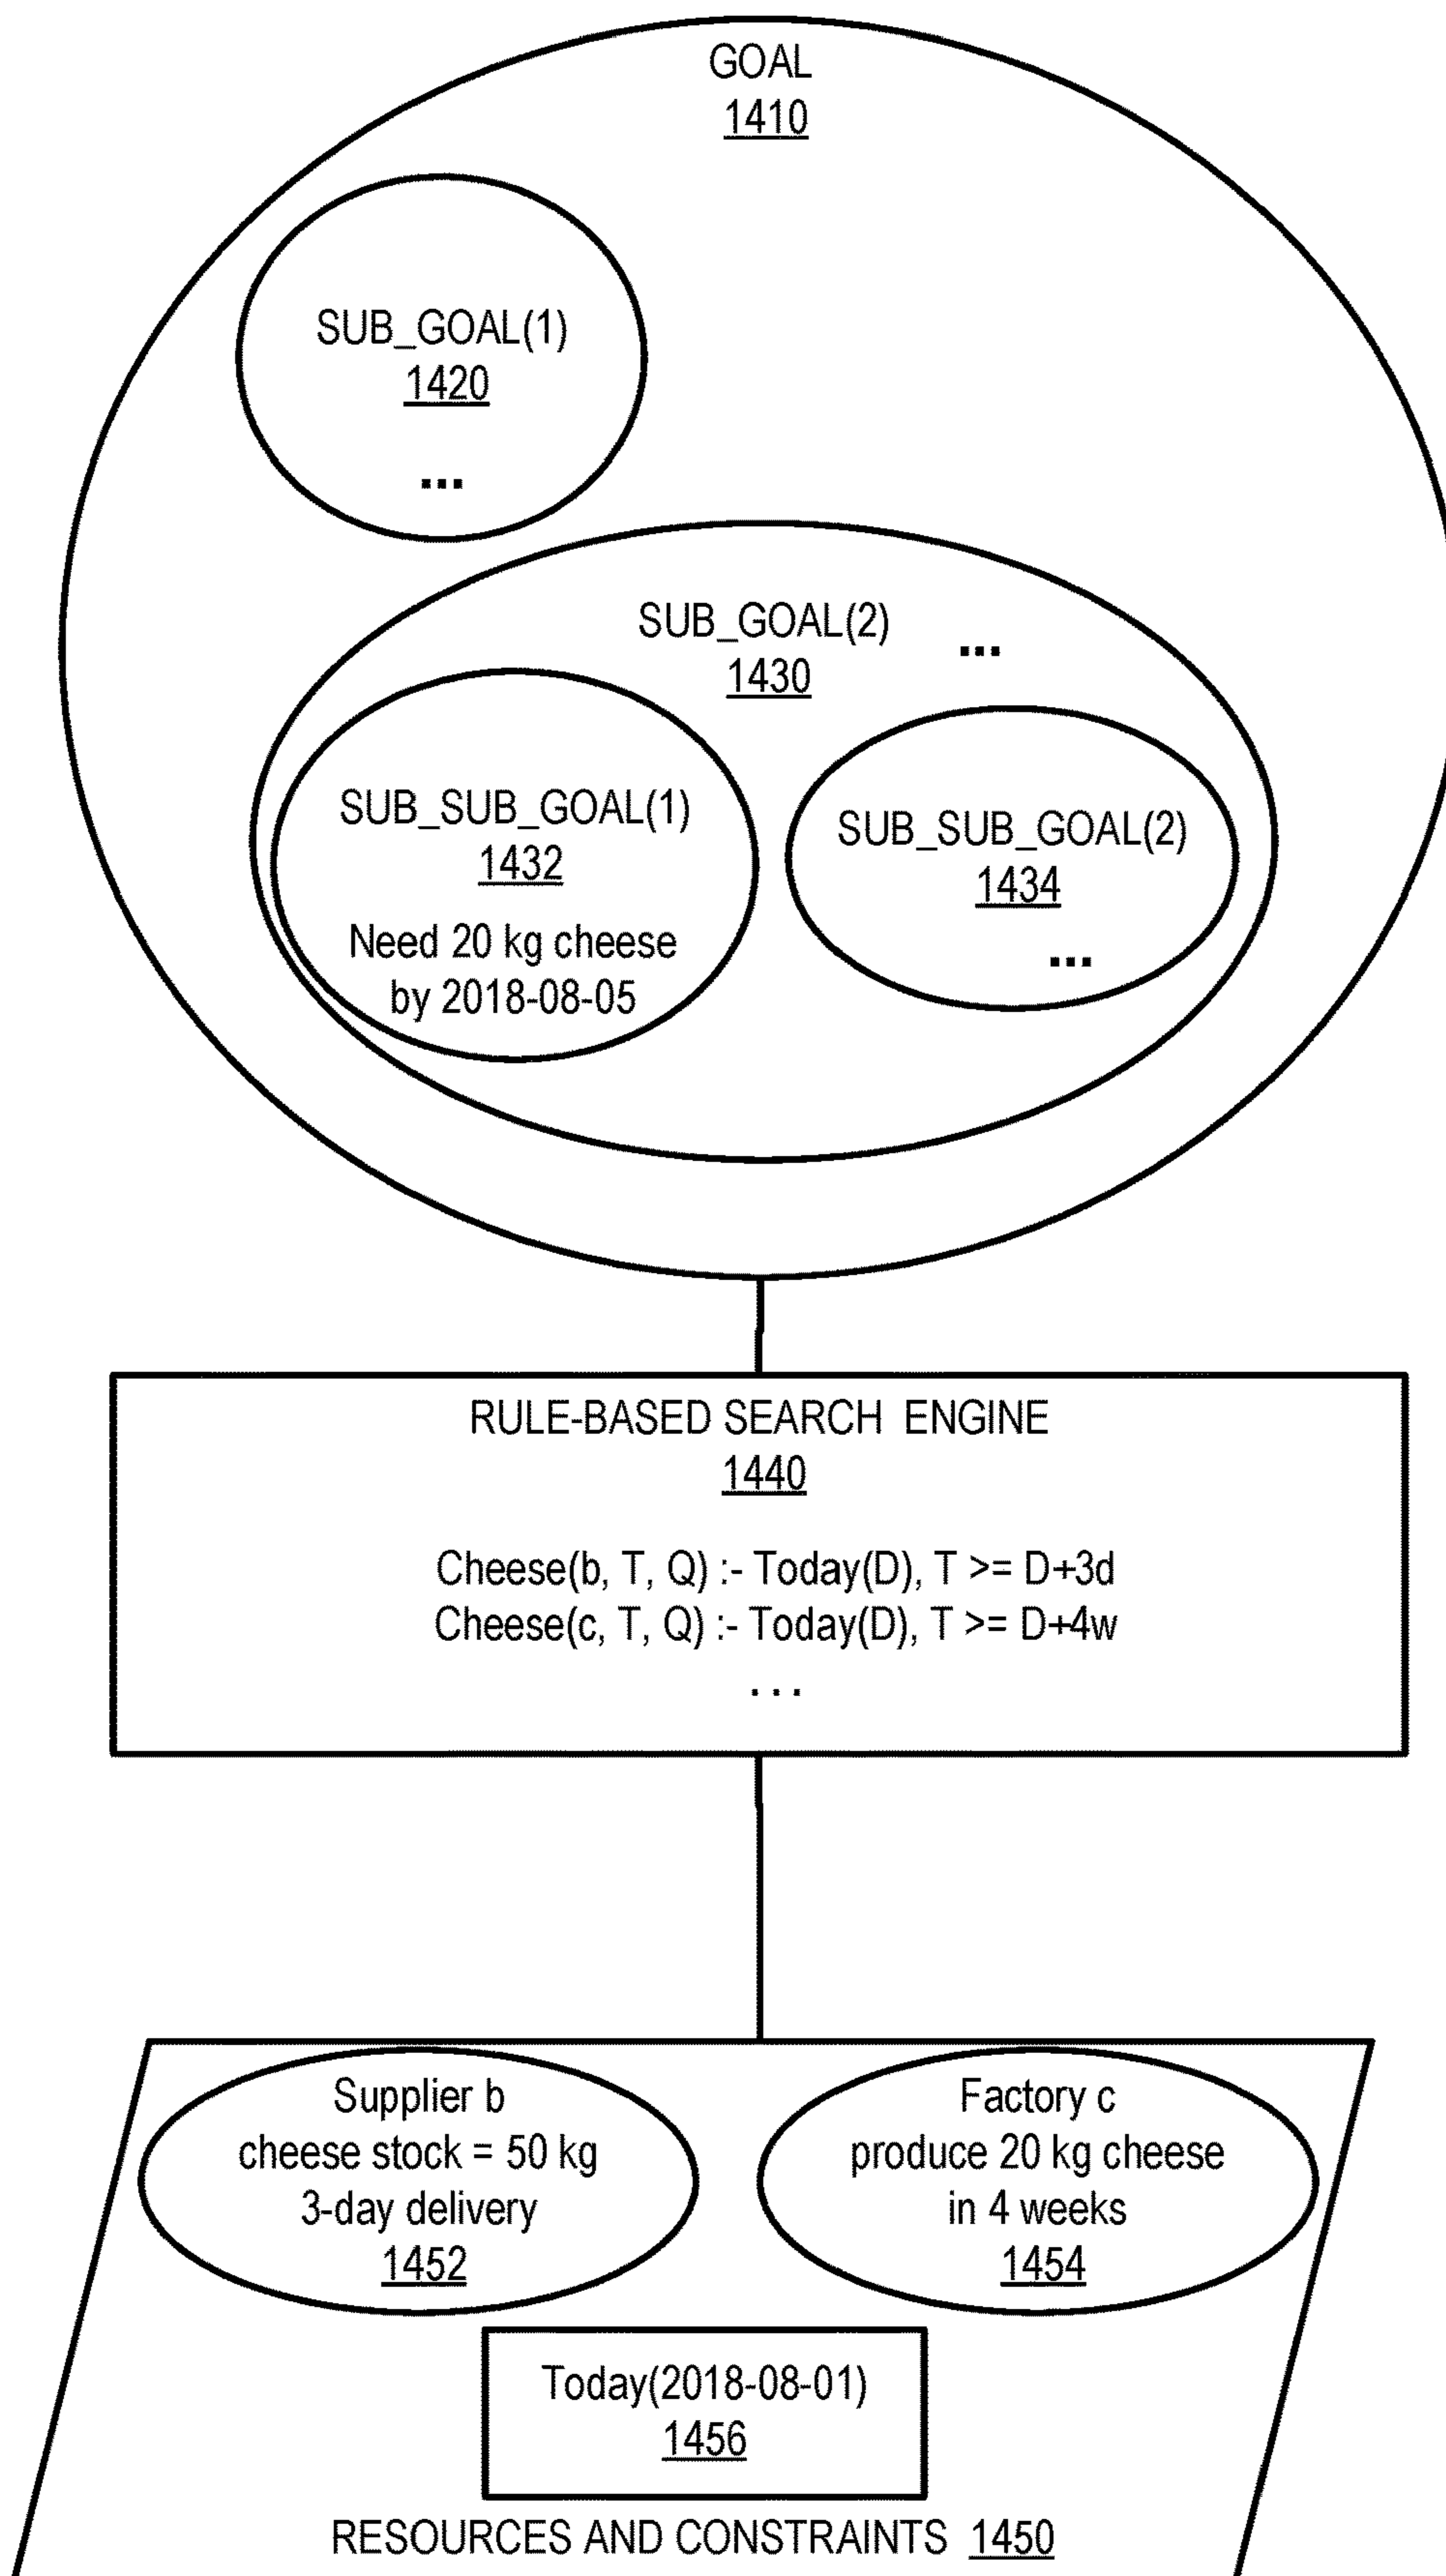 GOAL
1410
SUB_GOAL(1)
1420
...
SUB_GOAL(2)
1430
...
SUB_SUB_GOAL(1)
1432
Need 20 kg cheese
by 2018-08-05
SUB_SUB_GOAL(2)
1434
...
RULE-BASED SEARCH ENGINE
1440
Cheese(b, T, Q) :- Today(D), T >= D+3d
Cheese(c, T, Q) :- Today(D), T >= D+4w
...
Supplier b
cheese stock = 50 kg
3-day delivery
1452
Factory c
produce 20 kg cheese
in 4 weeks
1454
Today(2018-08-01)
1456
RESOURCES AND CONSTRAINTS 1450